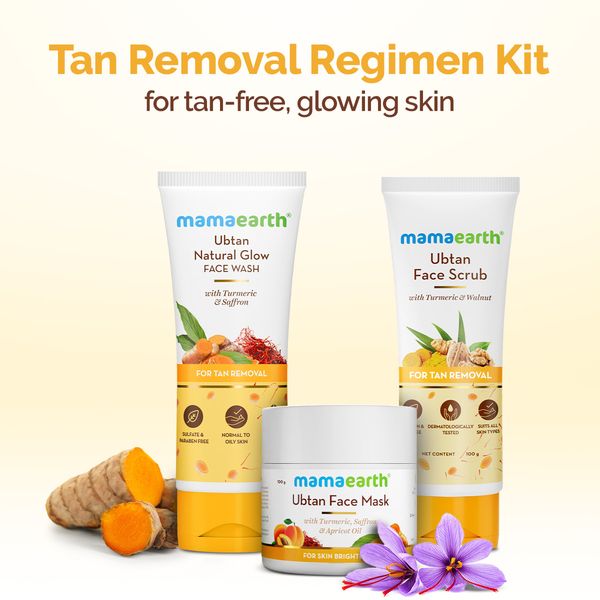 Tan Removal Regimen Kit
for tan-free, glowing skin
mamaearth®
Ubtan
Natural Glow
FACE WASH
with Turmeric
& Saffron
FOR TAN REMOVAL
SULFATE &
PARABEN FREE
NORMAL TO
OILY SKIN
mamaearth®
Ubtan
Face Scrub
with Turmeric & Walnut
FOR TAN REMOVAL
DERMATOLOGICALLY
TESTED
SUITS ALL
SKIN TYPES
NET CONTENT
100 g
100 g
mamaearth®
Ubtan Face Mask
with Turmeric, Saffron
& Apricot Oil
FOR SKIN BRIGHT